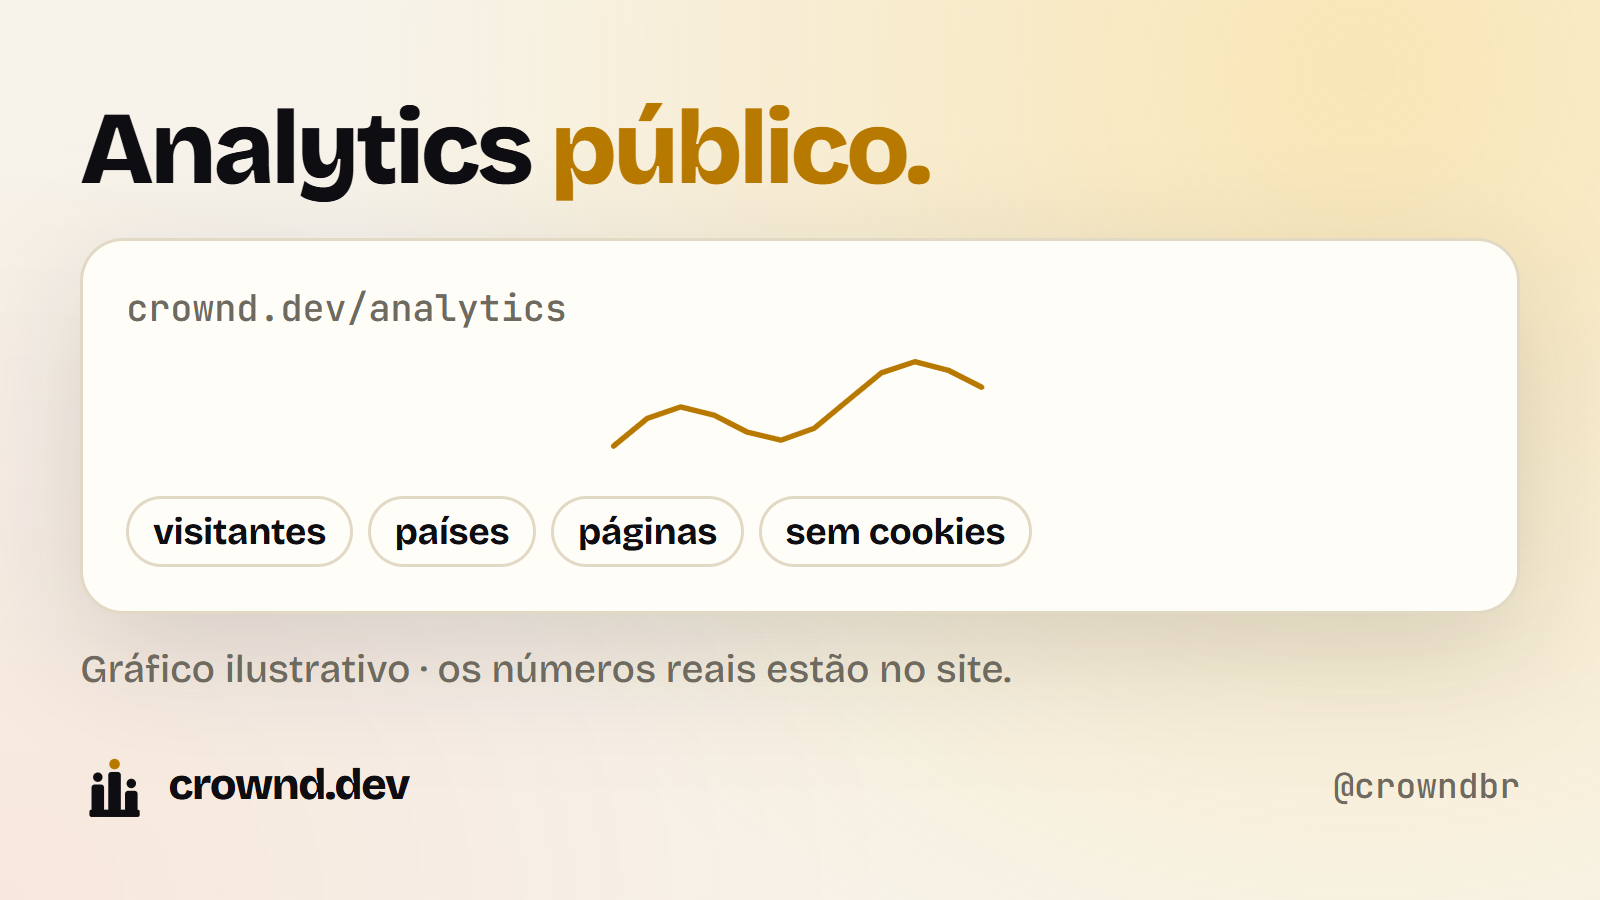 Analytics público.
crownd.dev/analytics
visitantes países páginas sem cookies
Gráfico ilustrativo · os números reais estão no site.
crownd.dev
@crowndbr